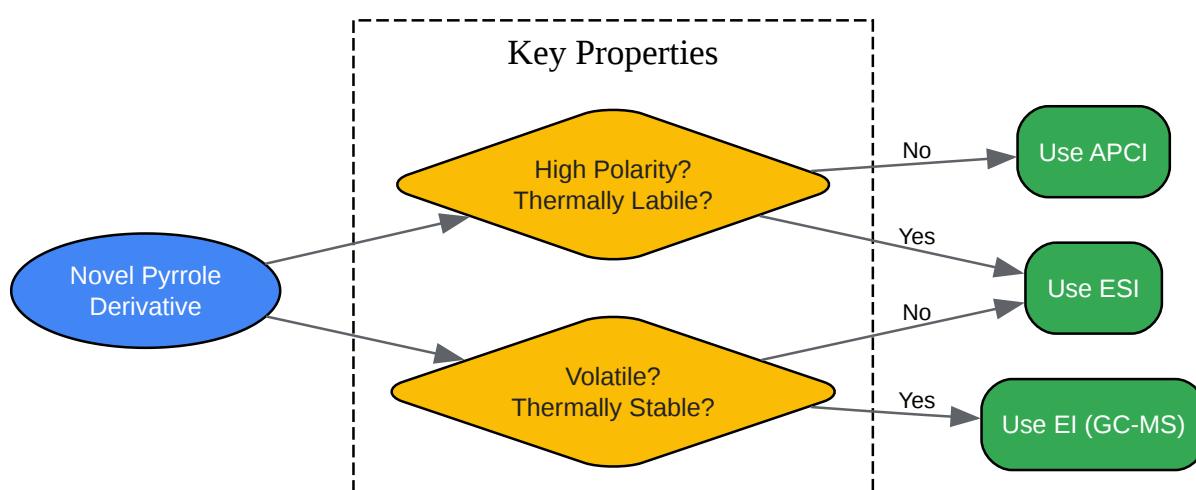 Key Properties
High Polarity?
Thermally Labile?
No
Use APCI
Yes
Novel Pyrrole
Derivative
Use ESI
No
Volatile?
Thermally Stable?
Yes
Use EI (GC-MS)